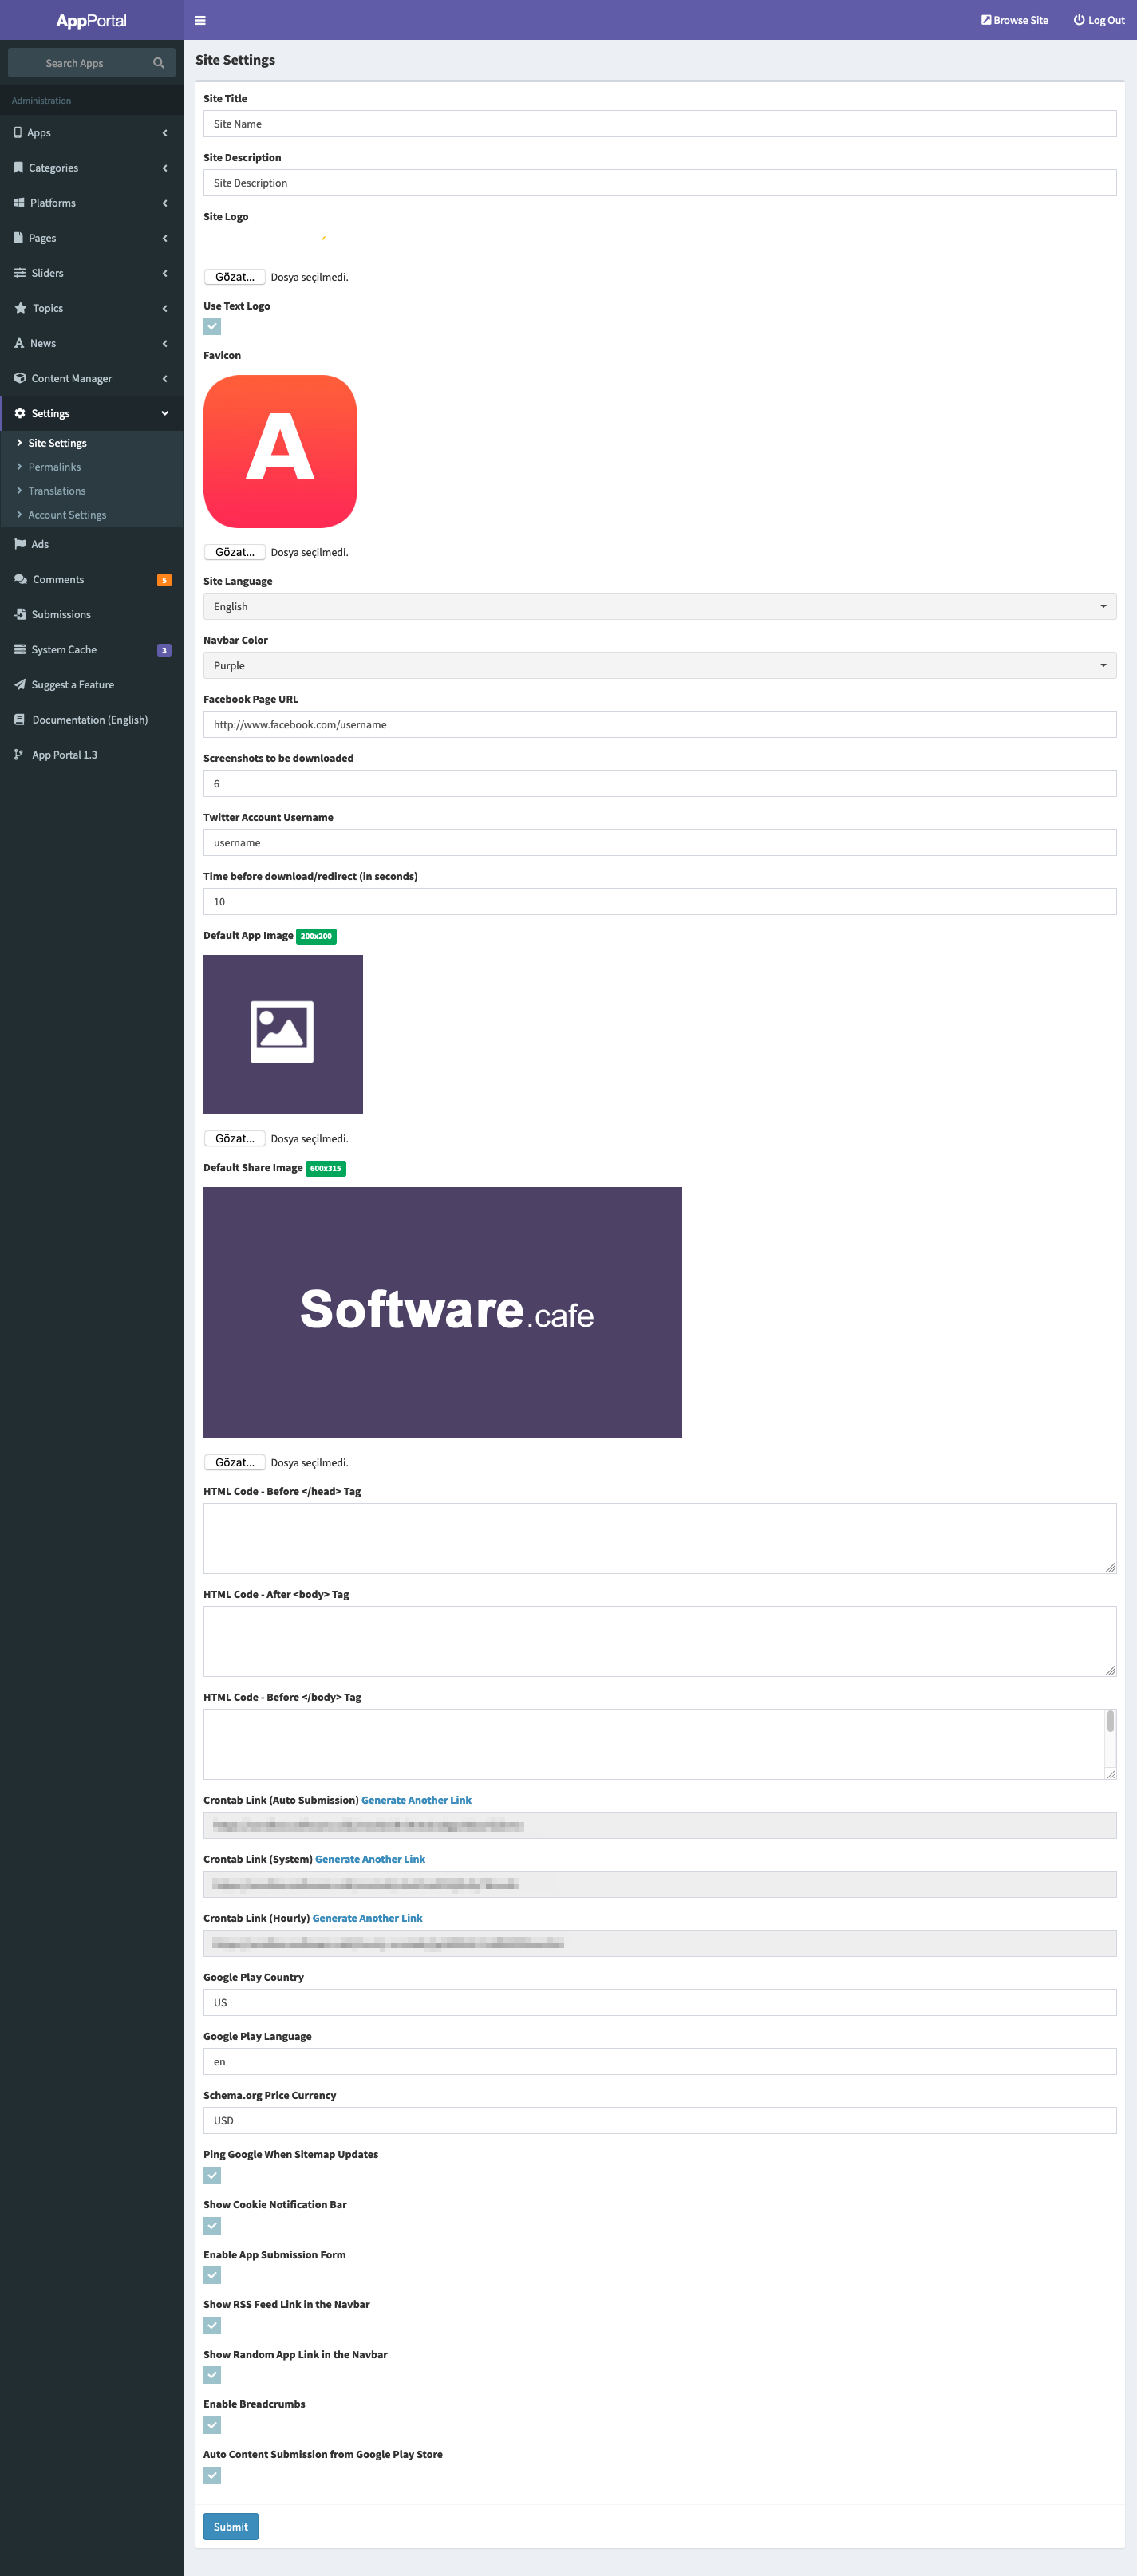 AppPortal
Browse Site
Log Out
Search Apps
Administration
Apps
Categories
Platforms
Pages
Sliders
Topics
News
Content Manager
Settings
Site Settings
Permalinks
Translations
Account Settings
Ads
Comments 5
Submissions
System Cache 3
Suggest a Feature
Documentation (English)
App Portal 1.3
Site Settings
Site Title
Site Name
Site Description
Site Description
Site Logo
Gözat... Dosya seçilmedi.
Use Text Logo
Favicon
A
Gözat... Dosya seçilmedi.
Site Language
English
Navbar Color
Purple
Facebook Page URL
http://www.facebook.com/username
Screenshots to be downloaded
6
Twitter Account Username
username
Time before download/redirect (in seconds)
10
Default App Image 200x200
Gözat... Dosya seçilmedi.
Default Share Image 600x315
Software.cafe
Gözat... Dosya seçilmedi.
HTML Code - Before </head> Tag
HTML Code - After <body> Tag
HTML Code - Before </body> Tag
Crontab Link (Auto Submission) Generate Another Link
Crontab Link (System) Generate Another Link
Crontab Link (Hourly) Generate Another Link
Google Play Country
US
Google Play Language
en
Schema.org Price Currency
USD
Ping Google When Sitemap Updates
Show Cookie Notification Bar
Enable App Submission Form
Show RSS Feed Link in the Navbar
Show Random App Link in the Navbar
Enable Breadcrumbs
Auto Content Submission from Google Play Store
Submit